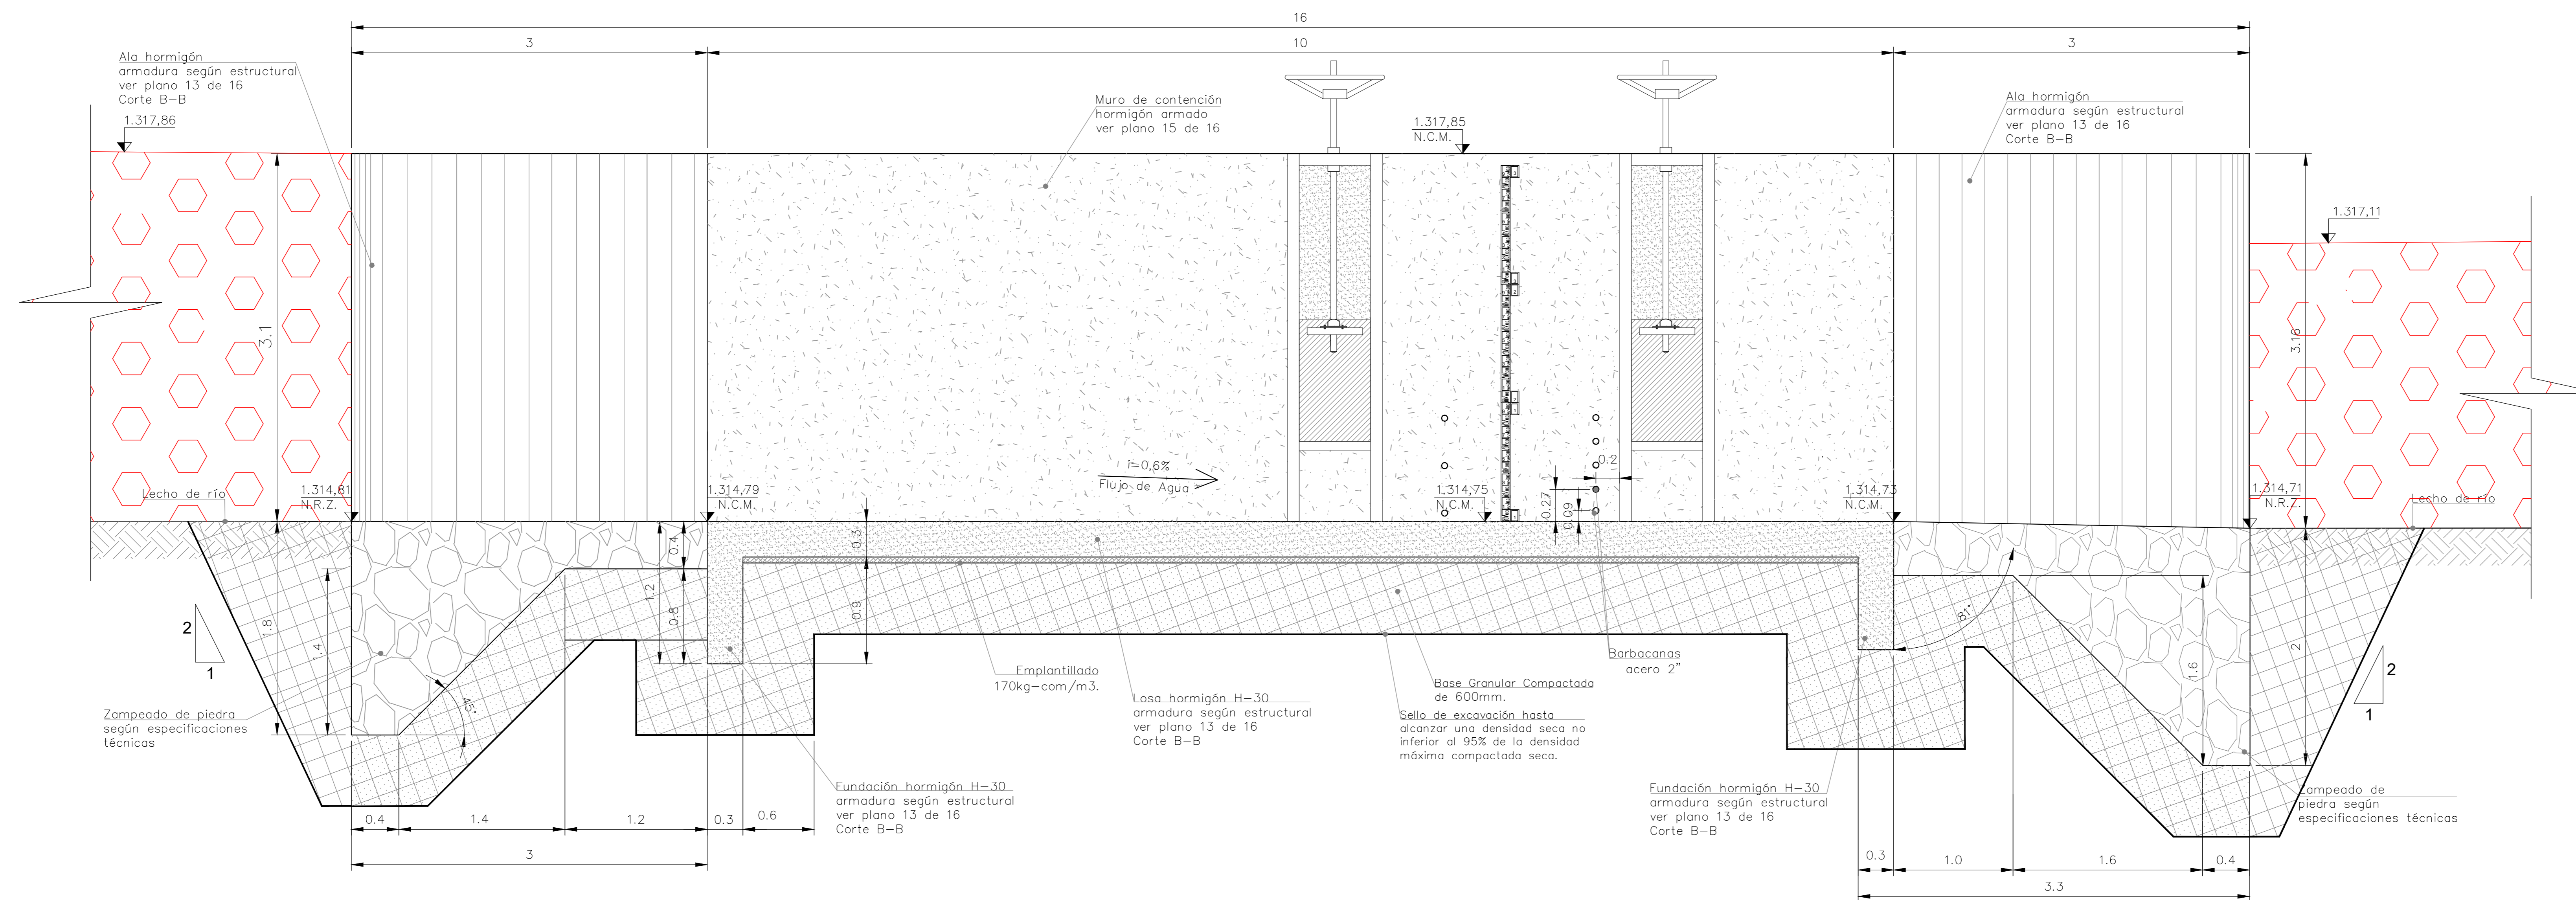 16
3
10
3
Ala hormigón
armadura según estructural
ver plano 13 de 16
Corte B-B
1.317,86
Muro de contención
hormigón armado
ver plano 15 de 16
1.317,85
N.C.M.
Ala hormigón
armadura según estructural
ver plano 13 de 16
Corte B-B
1.317,11
3.1
3.16
i=0,6%
Flujo de Agua
0.2
0.27
0.09
Lecho de río
1.314,81
N.R.Z.
1.314,79
N.C.M.
1.314,75
N.C.M.
1.314,73
N.C.M.
1.314,71
N.R.Z.
Lecho de río
0.4
0.3
1.2
0.8
0.9
1.8
1.4
45°
81°
1.6
2
2
1
2
1
Zampeado de piedra
según especificaciones
técnicas
Emplantillado
170kg-com/m3.
Losa hormigón H-30
armadura según estructural
ver plano 13 de 16
Corte B-B
Barbacanas
acero 2"
Base Granular Compactada
de 600mm.
Sello de excavación hasta
alcanzar una densidad seca no
inferior al 95% de la densidad
máxima compactada seca.
Fundación hormigón H-30
armadura según estructural
ver plano 13 de 16
Corte B-B
Fundación hormigón H-30
armadura según estructural
ver plano 13 de 16
Corte B-B
Zampeado de
piedra según
especificaciones técnicas
0.4
1.4
1.2
0.3
0.6
3
0.3
1.0
1.6
0.4
3.3